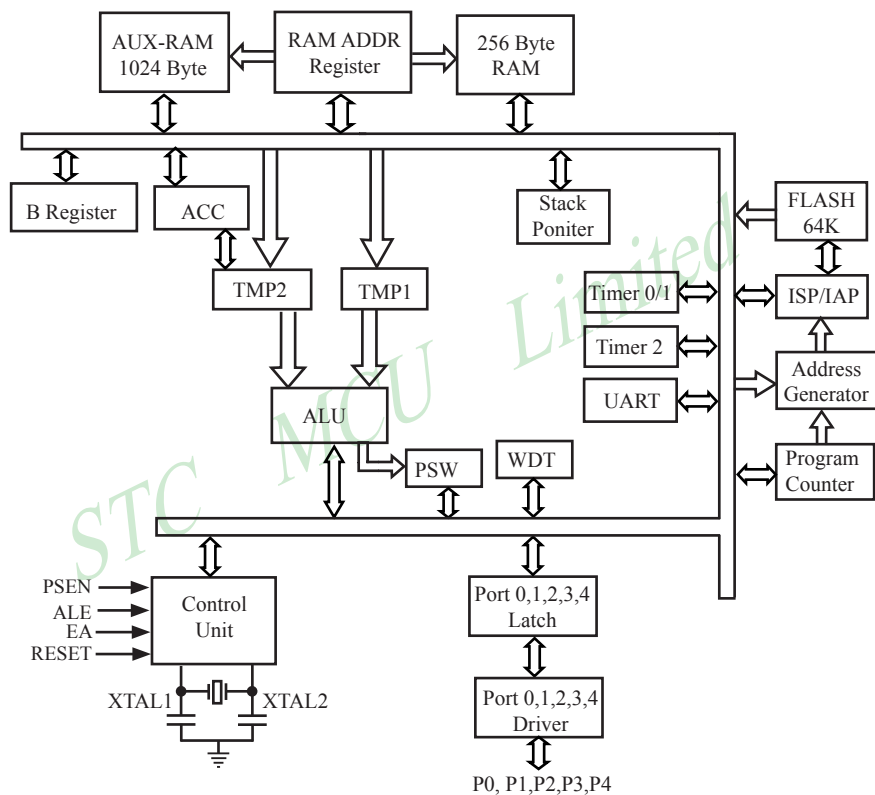 AUX-RAM
1024 Byte
RAM ADDR
Register
256 Byte
RAM
B Register
ACC
Stack
Poniter
FLASH
64K
TMP2
TMP1
Timer 0/1
ISP/IAP
Timer 2
Address
Generator
UART
ALU
PSW
WDT
Program
Counter
STC MCU Limited
PSEN
ALE
EA
RESET
Control
Unit
Port 0,1,2,3,4
Latch
XTAL1
XTAL2
Port 0,1,2,3,4
Driver
P0, P1,P2,P3,P4